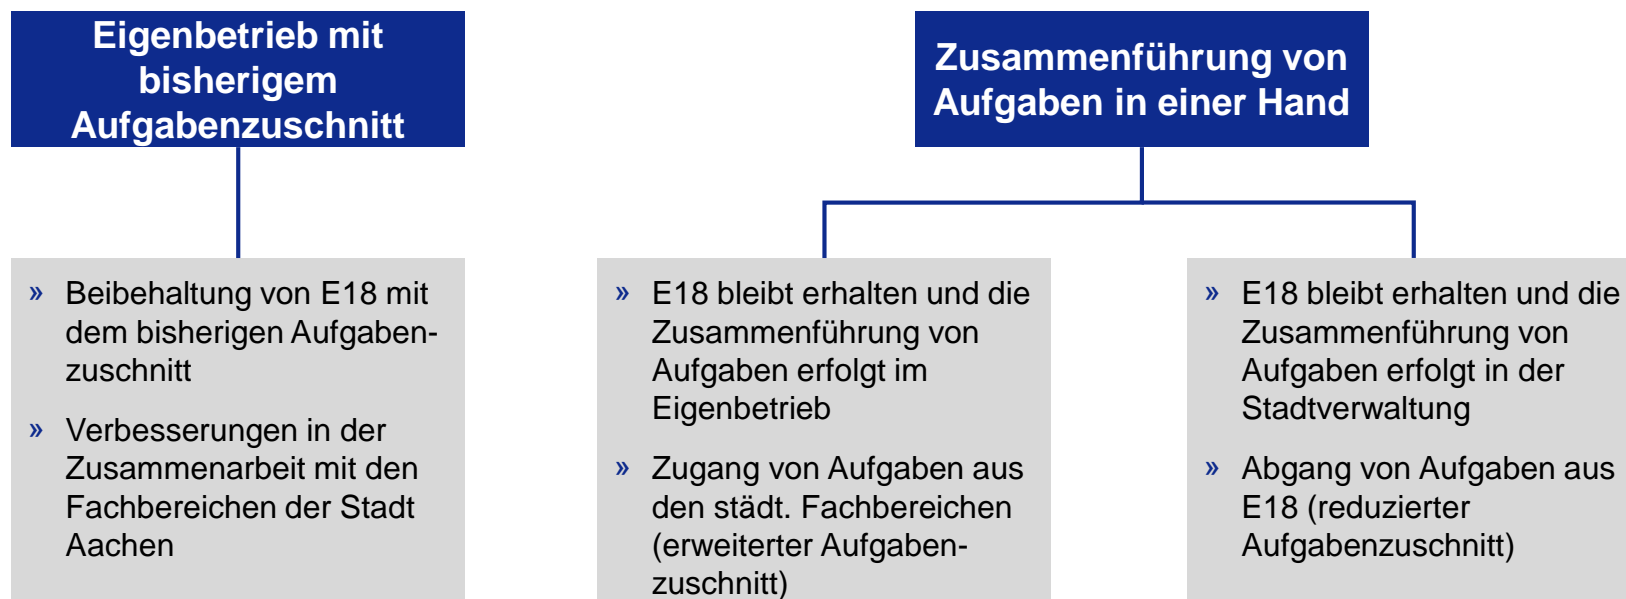 Eigenbetrieb mit
bisherigem
Aufgabenzuschnitt
Zusammenführung von
Aufgaben in einer Hand
» Beibehaltung von E18 mit
dem bisherigen Aufgaben-
zuschnitt
» Verbesserungen in der
Zusammenarbeit mit den
Fachbereichen der Stadt
Aachen
» E18 bleibt erhalten und die
Zusammenführung von
Aufgaben erfolgt im
Eigenbetrieb
» Zugang von Aufgaben aus
den städt. Fachbereichen
(erweiterter Aufgaben-
zuschnitt)
» E18 bleibt erhalten und die
Zusammenführung von
Aufgaben erfolgt in der
Stadtverwaltung
» Abgang von Aufgaben aus
E18 (reduzierter
Aufgabenzuschnitt)